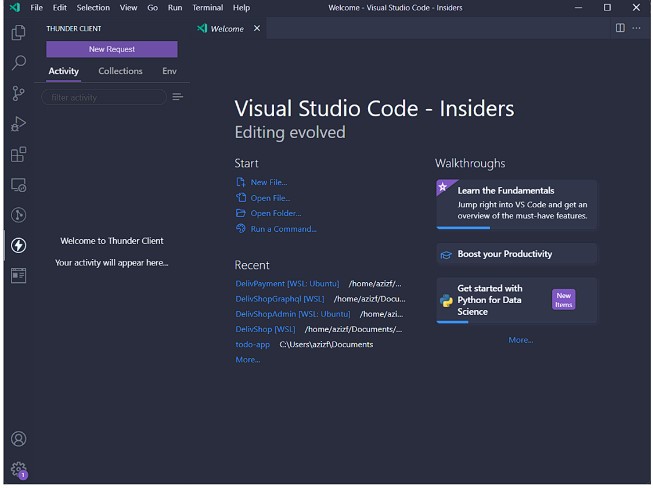 File Edit Selection View Go Run Terminal Help Welcome - Visual Studio Code - Insiders
THUNDER CLIENT
New Request
Activity Collections Env
filter activity
Welcome to Thunder Client
Your activity will appear here...
Welcome
Visual Studio Code - Insiders
Editing evolved
Start
New File...
Open File...
Open Folder...
Run a Command...
Recent
DelivPayment [WSL: Ubuntu] /home/azizf/...
DelivShopGraphql [WSL] /home/azizf/Docu...
DelivShopAdmin [WSL: Ubuntu] /home/azi...
DelivShop [WSL] /home/azizf/Documents/...
todo-app C:\Users\azizf\Documents
More...
Walkthroughs
Learn the Fundamentals
Jump right into VS Code and get an
overview of the must-have features.
Boost your Productivity
Get started with
Python for Data
Science
New
Items
More...
1